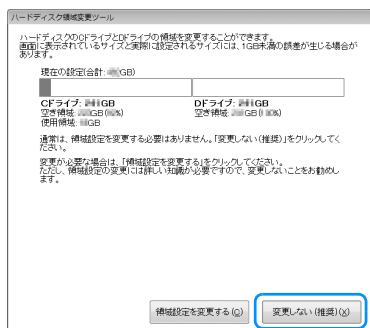 ハードディスク領域変更ツール
ハードディスクのCドライブとDドライブの領域を変更することができます。
画面に表示されているサイズと実際に設定されるサイズには、1GB未満の誤差が生じる場合が
あります。
現在の設定(合計: GB)
Cドライブ: GB Dドライブ: GB
空き領域: GB( %) 空き領域: GB( %)
使用領域: GB
通常は、領域設定を変更する必要はありません。「変更しない(推奨)」をクリックしてく
ださい。
変更が必要な場合は、「領域設定を変更する」をクリックしてください。
ただし、領域設定の変更には詳しい知識が必要ですので、変更しないことをお勧めし
ます。
領域設定を変更する(C) 変更しない(推奨)(X)